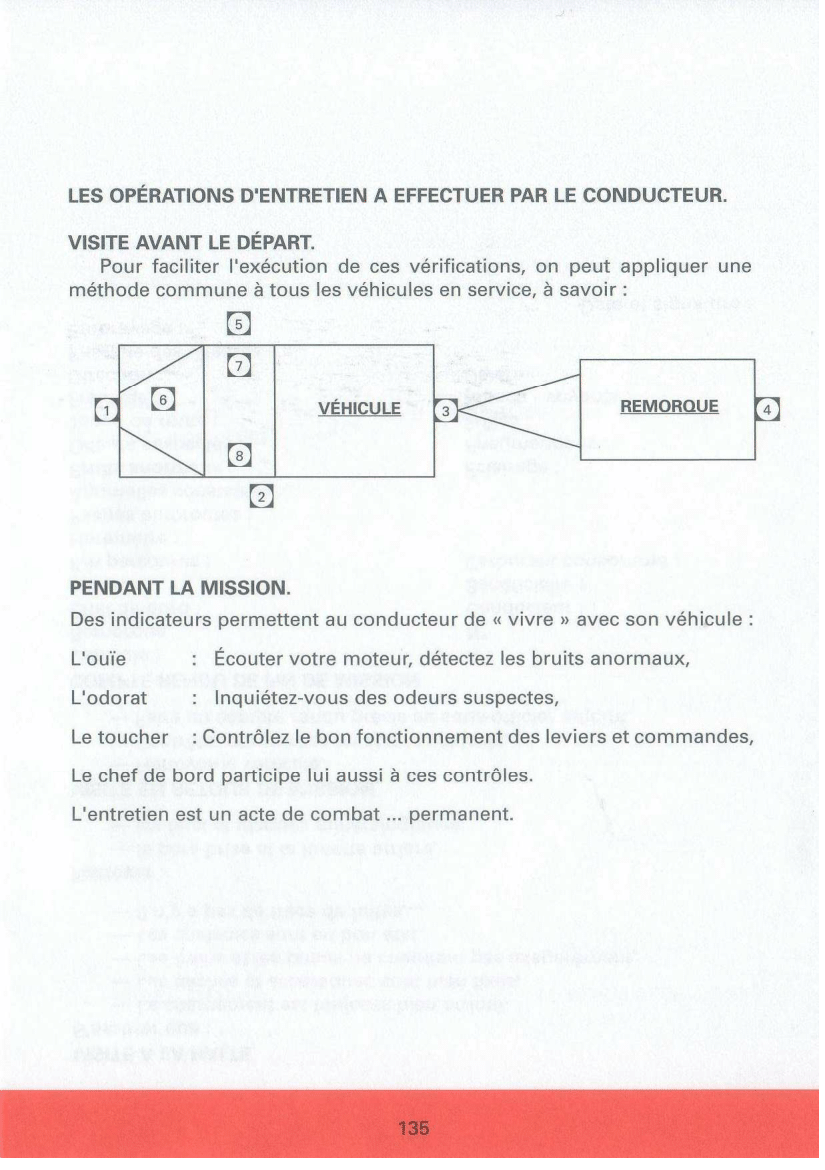 LES OPÉRATIONS D'ENTRETIEN A EFFECTUER PAR LE CONDUCTEUR.
VISITE AVANT LE DÉPART.
Pour faciliter l'exécution de ces vérifications, on peut appliquer une
méthode commune à tous les véhicules en service, à savoir :
5
7
6
1
VÉHICULE
3
REMORQUE
4
8
2
PENDANT LA MISSION.
Des indicateurs permettent au conducteur de « vivre » avec son véhicule :
L'ouïe : Écouter votre moteur, détectez les bruits anormaux,
L'odorat : Inquiétez-vous des odeurs suspectes,
Le toucher : Contrôlez le bon fonctionnement des leviers et commandes,
Le chef de bord participe lui aussi à ces contrôles.
L'entretien est un acte de combat ... permanent.
135